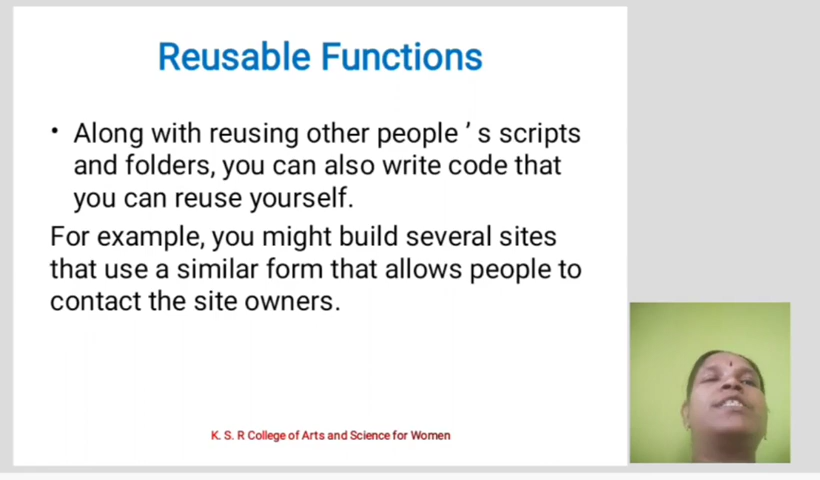 Reusable Functions
• Along with reusing other people ’ s scripts
and folders, you can also write code that
you can reuse yourself.
For example, you might build several sites
that use a similar form that allows people to
contact the site owners.
K. S. R College of Arts and Science for Women